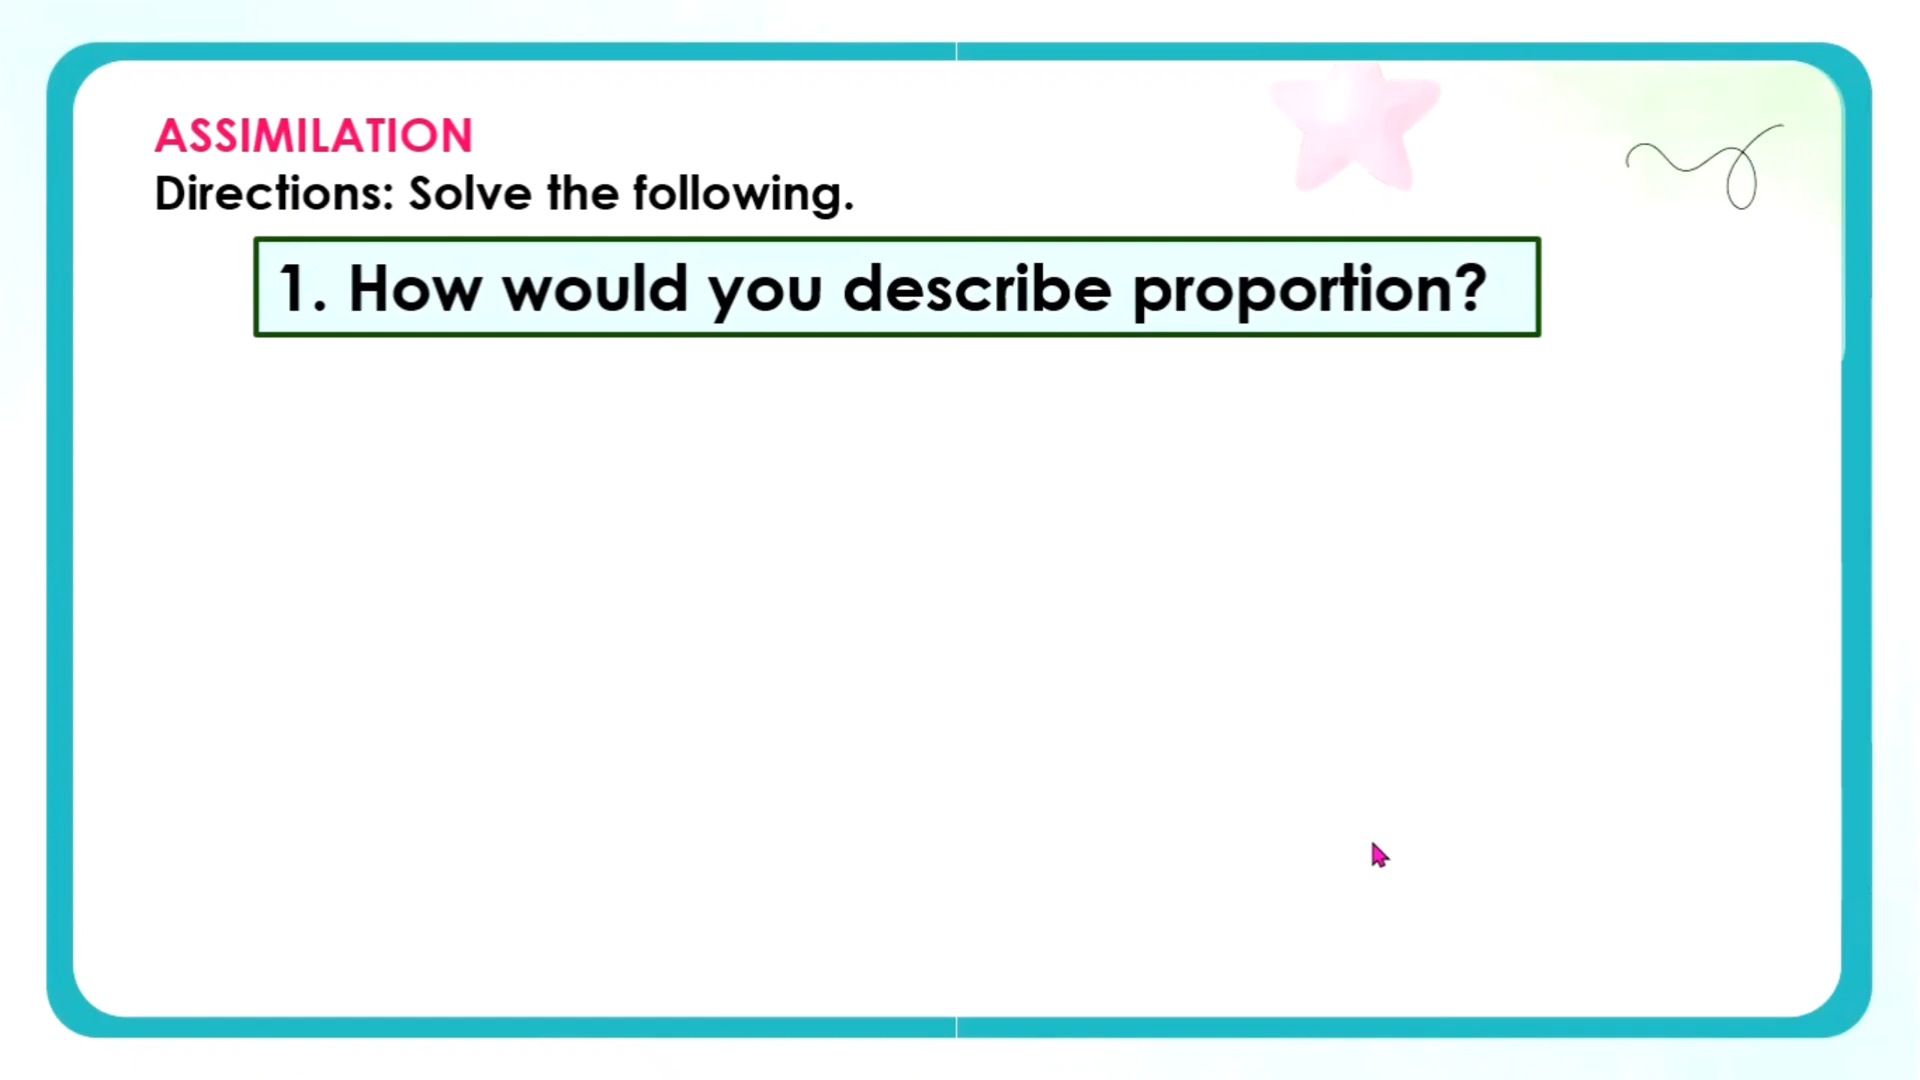 ASSIMILATION
Directions: Solve the following.
1. How would you describe proportion?